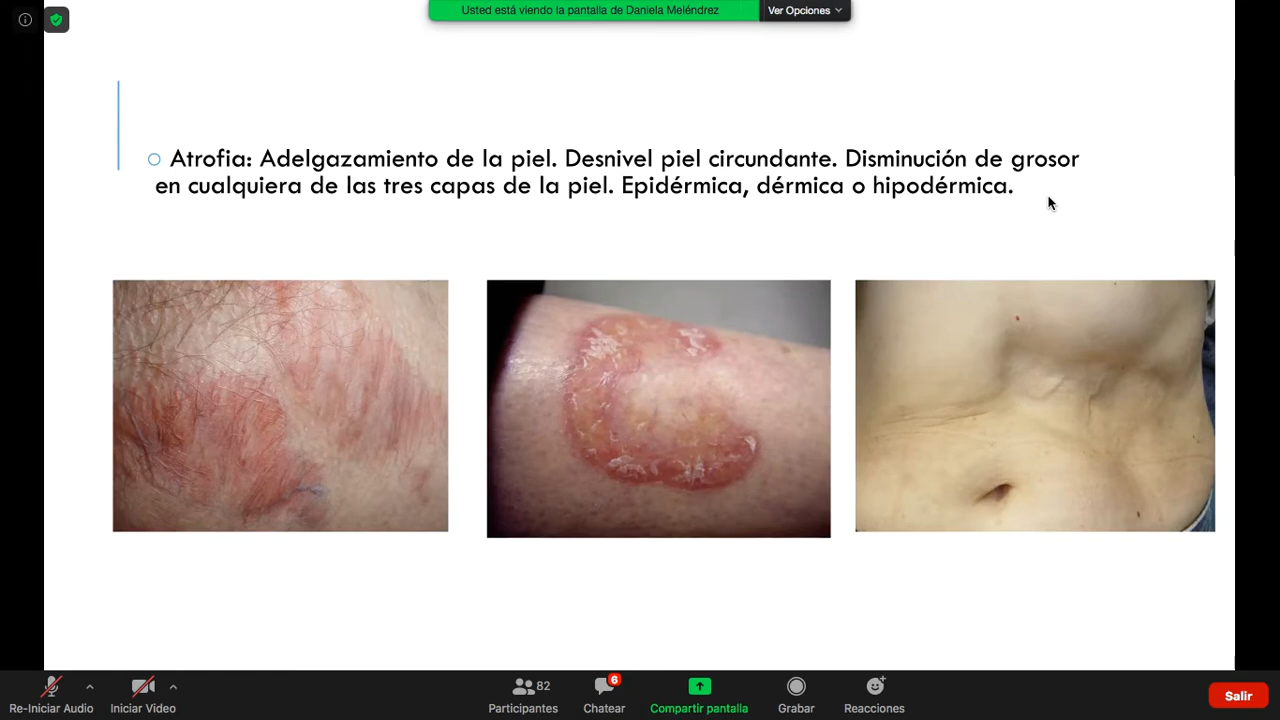 Usted está viendo la pantalla de Daniela Meléndrez
Ver Opciones
Atrofia: Adelgazamiento de la piel. Desnivel piel circundante. Disminución de grosor
en cualquiera de las tres capas de la piel. Epidérmica, dérmica o hipodérmica.
Re-Iniciar Audio
Iniciar Video
82
Participantes
6
Chatear
Compartir pantalla
Grabar
Reacciones
Salir